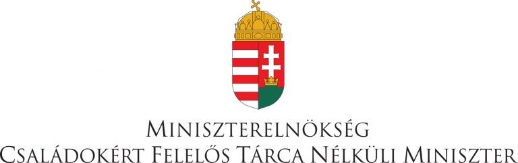 MINISZTERELNÖKSÉG
CSALÁDOKÉRT FELELŐS TÁRCA NÉLKÜLI MINISZTER